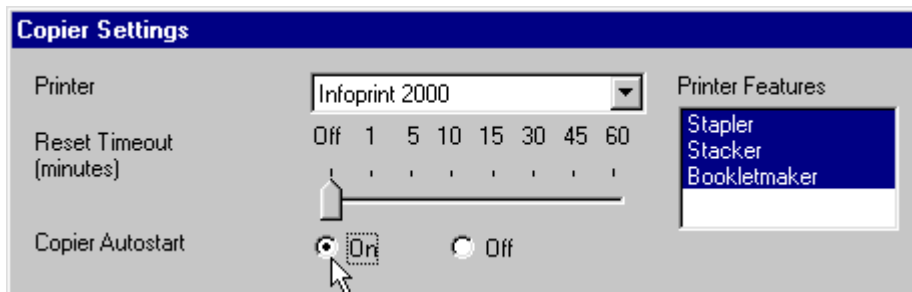 Copier Settings
Printer
Infoprint 2000
Printer Features
Stapler
Stacker
Bookletmaker
Reset Timeout
(minutes)
Off 1 5 10 15 30 45 60
Copier Autostart
On Off